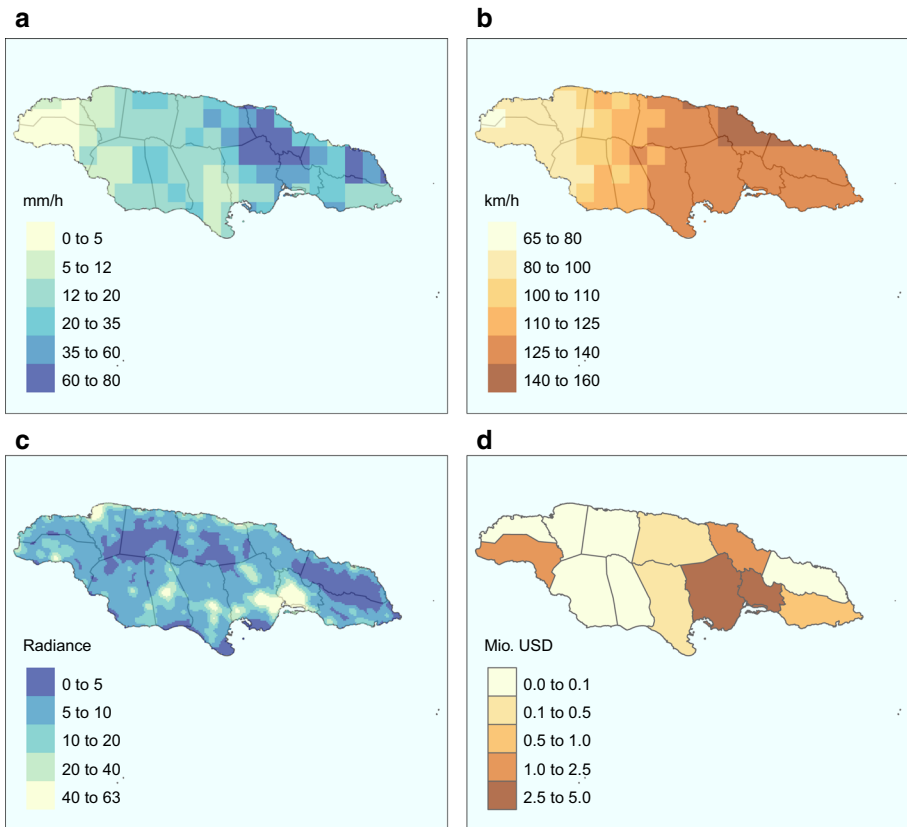 a
mm/h
0 to 5
5 to 12
12 to 20
20 to 35
35 to 60
60 to 80
b
km/h
65 to 80
80 to 100
100 to 110
110 to 125
125 to 140
140 to 160
c
Radiance
0 to 5
5 to 10
10 to 20
20 to 40
40 to 63
d
Mio. USD
0.0 to 0.1
0.1 to 0.5
0.5 to 1.0
1.0 to 2.5
2.5 to 5.0